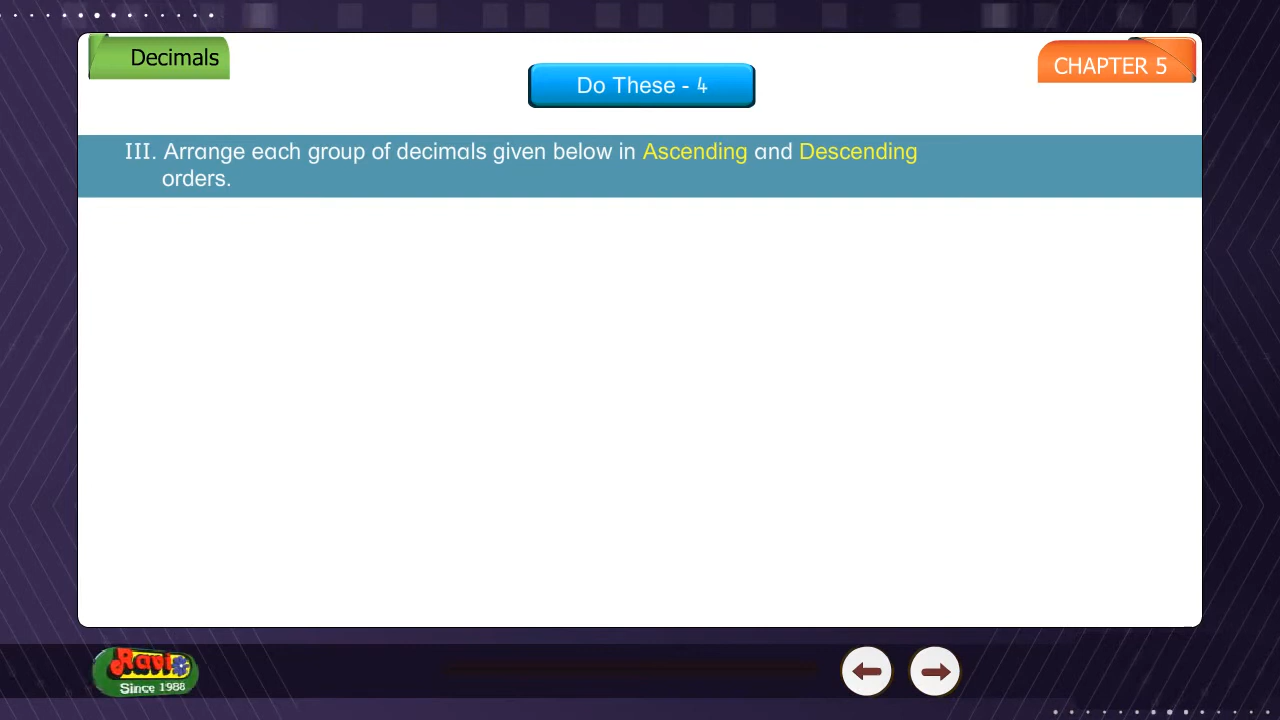 Decimals
CHAPTER 5
Do These - 4
III. Arrange each group of decimals given below in Ascending and Descending
orders.
Ravi
Since 1988